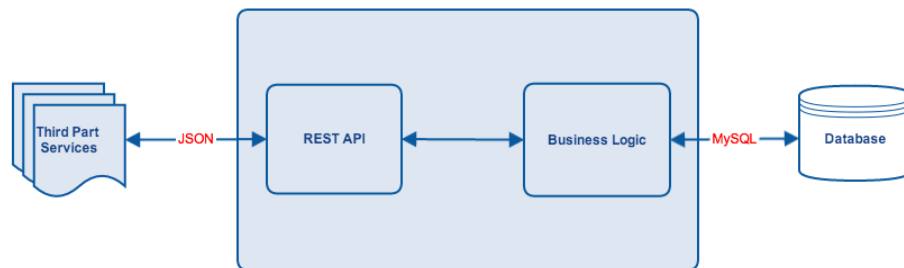 Third Part
Services
JSON
REST API
Business Logic
MySQL
Database